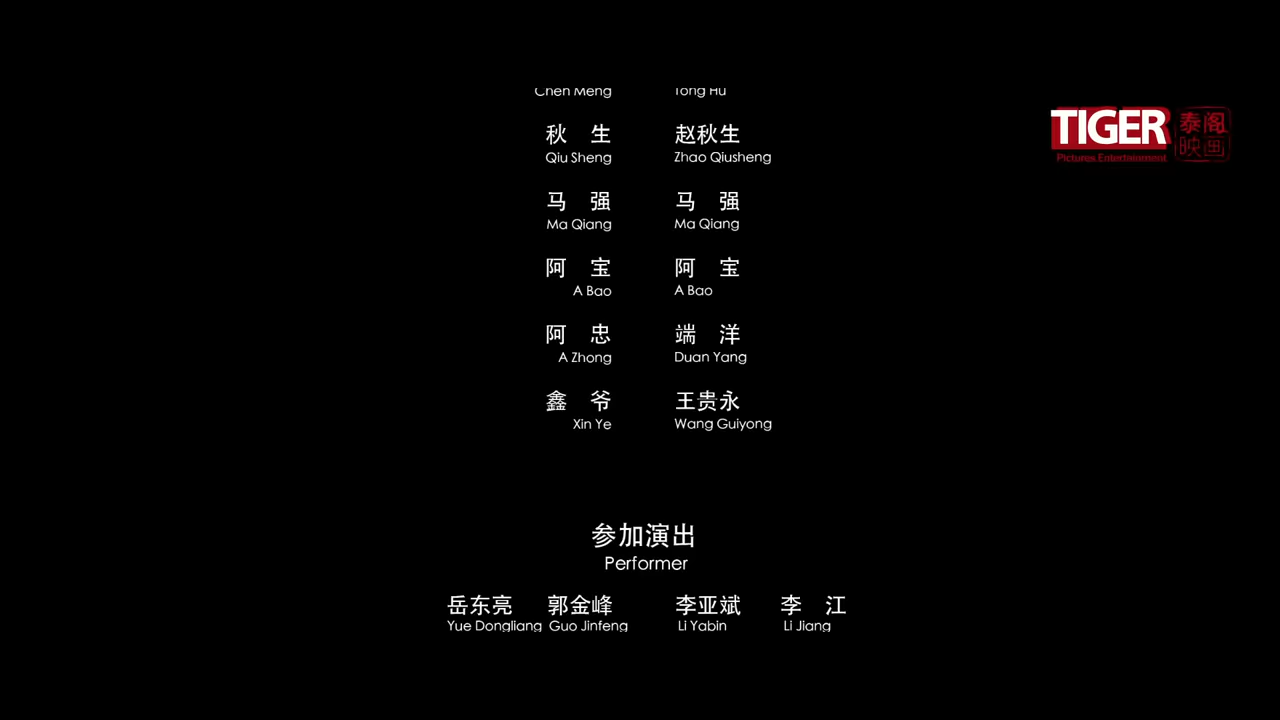 Chen Meng Tong Hu
秋 生 赵秋生
Qiu Sheng Zhao Qiusheng
马 强 马 强
Ma Qiang Ma Qiang
阿 宝 阿 宝
A Bao A Bao
阿 忠 端 洋
A Zhong Duan Yang
鑫 爷 王贵永
Xin Ye Wang Guiyong
参加演出
Performer
岳东亮 郭金峰 李亚斌 李 江
Yue Dongliang Guo Jinfeng Li Yabin Li Jiang
TIGER
Pictures Entertainment
泰阁
映画